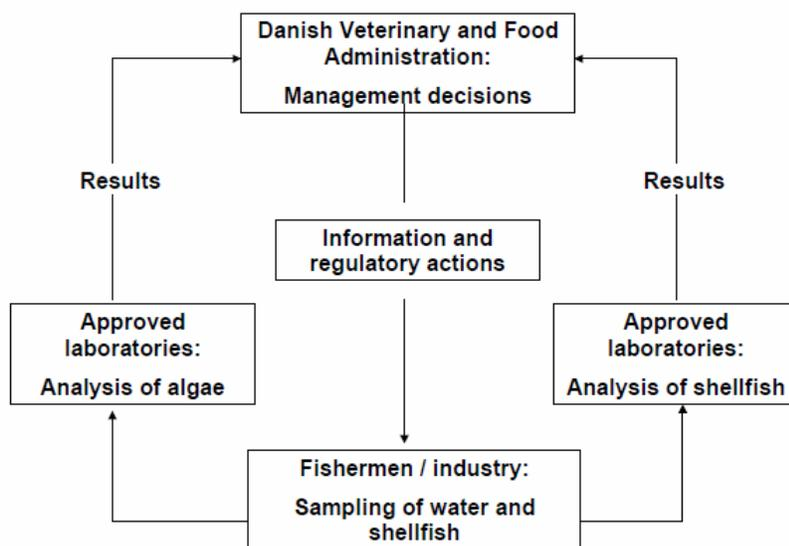 Danish Veterinary and Food
Administration:
Management decisions
Results
Results
Information and
regulatory actions
Approved
laboratories:
Analysis of algae
Approved
laboratories:
Analysis of shellfish
Fishermen / industry:
Sampling of water and
shellfish